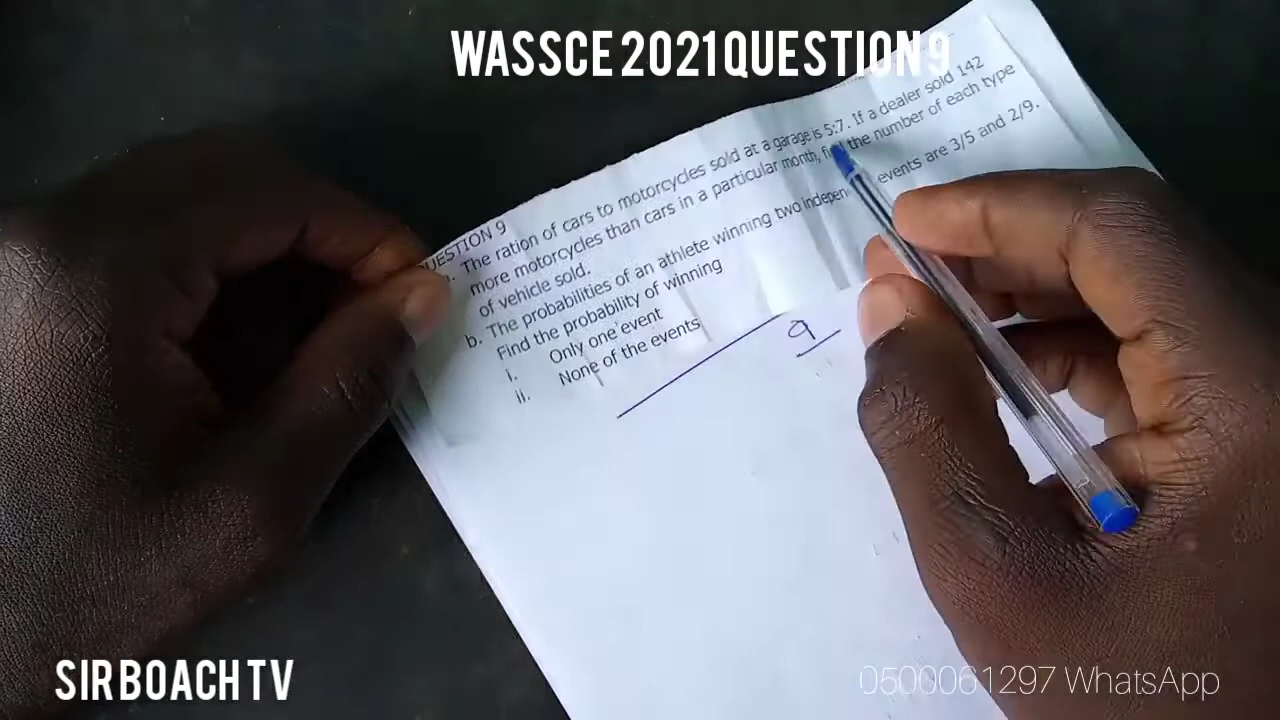 WASSCE 2021 QUESTION 9
QUESTION 9
The ration of cars to motorcycles sold at a garage is 5:7. If a dealer sold 142
more motorcycles than cars in a particular month, the number of each type
of vehicle sold.
b. The probabilities of an athlete winning two events are 3/5 and 2/9.
Find the probability of winning
i. Only one event
ii. None of the events
9
SIR BOACH TV
0500061297 WhatsApp